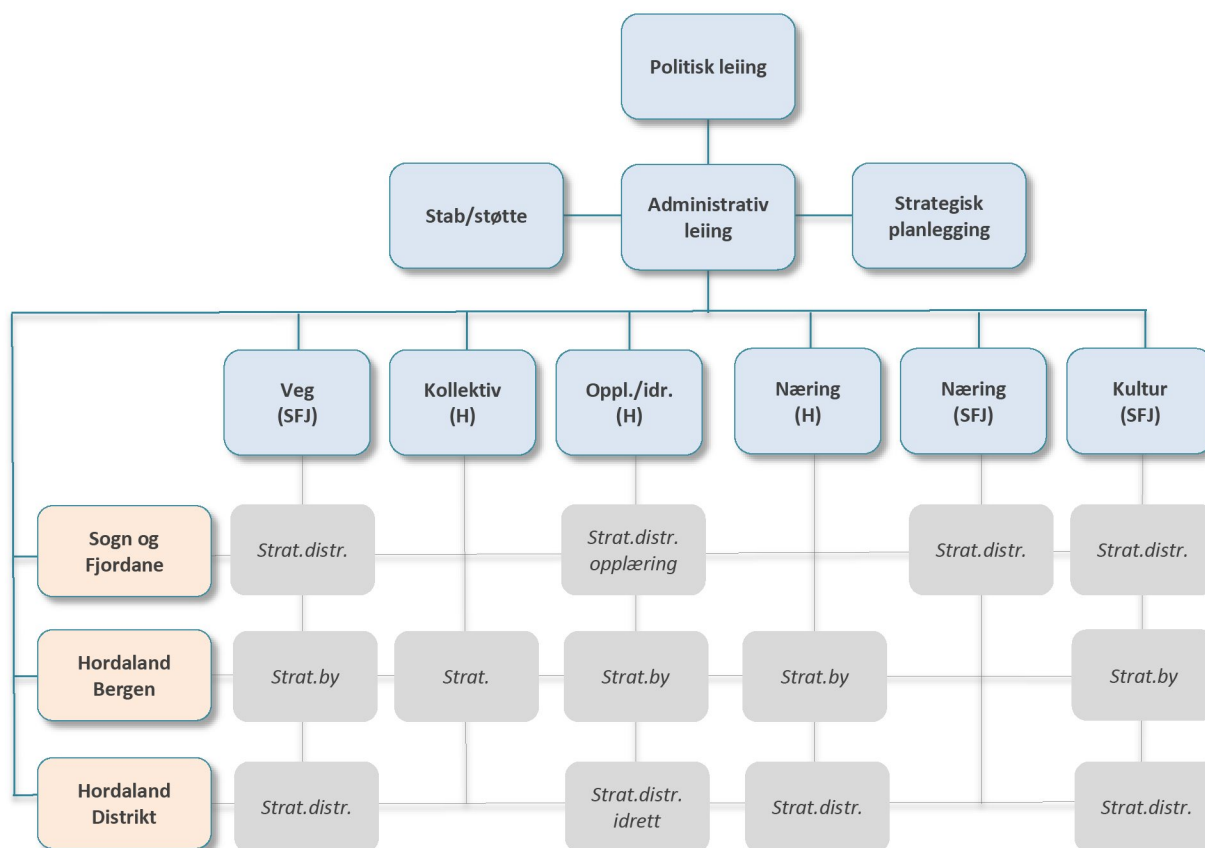 Politisk leiing
Stab/støtte
Administrativ
leiing
Strategisk
planlegging
Veg
(SFJ)
Kollektiv
(H)
Oppl./idr.
(H)
Næring
(H)
Næring
(SFJ)
Kultur
(SFJ)
Sogn og
Fjordane
Strat.distr.
Strat.distr.
opplæring
Strat.distr.
Strat.distr.
Hordaland
Bergen
Strat.by
Strat.
Strat.by
Strat.by
Strat.by
Hordaland
Distrikt
Strat.distr.
Strat.distr.
idrett
Strat.distr.
Strat.distr.